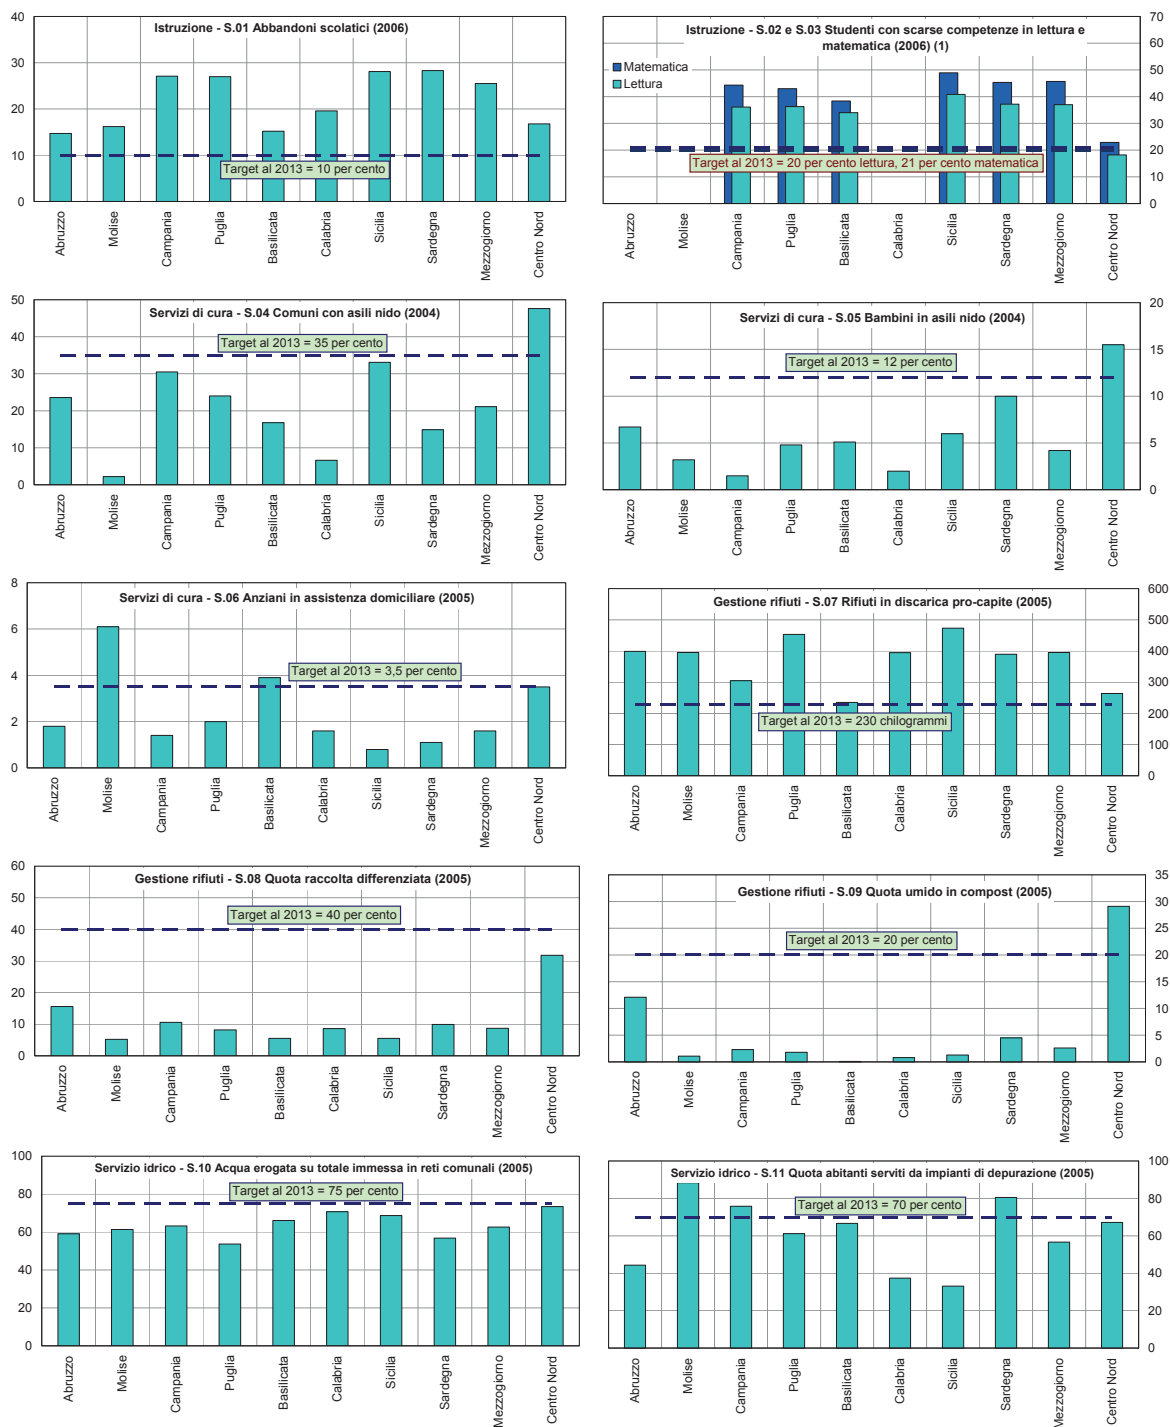 Istruzione - S.01 Abbandoni scolatici (2006)
40
30
20
10
0
Target al 2013 = 10 per cento
Abruzzo
Molise
Campania
Puglia
Basilicata
Calabria
Sicilia
Sardegna
Mezzogiorno
Centro Nord
Istruzione - S.02 e S.03 Studenti con scarse competenze in lettura e
matematica (2006) (1)
Matematica
Lettura
70
60
50
40
30
20
10
0
Target al 2013 = 20 per cento lettura, 21 per cento matematica
Abruzzo
Molise
Campania
Puglia
Basilicata
Calabria
Sicilia
Sardegna
Mezzogiorno
Centro Nord
Servizi di cura - S.04 Comuni con asili nido (2004)
50
40
30
20
10
0
Target al 2013 = 35 per cento
Abruzzo
Molise
Campania
Puglia
Basilicata
Calabria
Sicilia
Sardegna
Mezzogiorno
Centro Nord
Servizi di cura - S.05 Bambini in asili nido (2004)
20
15
10
5
0
Target al 2013 = 12 per cento
Abruzzo
Molise
Campania
Puglia
Basilicata
Calabria
Sicilia
Sardegna
Mezzogiorno
Centro Nord
Servizi di cura - S.06 Anziani in assistenza domiciliare (2005)
8
6
4
2
0
Target al 2013 = 3,5 per cento
Abruzzo
Molise
Campania
Puglia
Basilicata
Calabria
Sicilia
Sardegna
Mezzogiorno
Centro Nord
Gestione rifiuti - S.07 Rifiuti in discarica pro-capite (2005)
600
500
400
300
200
100
0
Target al 2013 = 230 chilogrammi
Abruzzo
Molise
Campania
Puglia
Basilicata
Calabria
Sicilia
Sardegna
Mezzogiorno
Centro Nord
Gestione rifiuti - S.08 Quota raccolta differenziata (2005)
60
50
40
30
20
10
0
Target al 2013 = 40 per cento
Abruzzo
Molise
Campania
Puglia
Basilicata
Calabria
Sicilia
Sardegna
Mezzogiorno
Centro Nord
Gestione rifiuti - S.09 Quota umido in compost (2005)
35
30
25
20
15
10
5
0
Target al 2013 = 20 per cento
Abruzzo
Molise
Campania
Puglia
Basilicata
Calabria
Sicilia
Sardegna
Mezzogiorno
Centro Nord
Servizio idrico - S.10 Acqua erogata su totale immessa in reti comunali (2005)
100
80
60
40
20
0
Target al 2013 = 75 per cento
Abruzzo
Molise
Campania
Puglia
Basilicata
Calabria
Sicilia
Sardegna
Mezzogiorno
Centro Nord
Servizio idrico - S.11 Quota abitanti serviti da impianti di depurazione (2005)
100
80
60
40
20
0
Target al 2013 = 70 per cento
Abruzzo
Molise
Campania
Puglia
Basilicata
Calabria
Sicilia
Sardegna
Mezzogiorno
Centro Nord